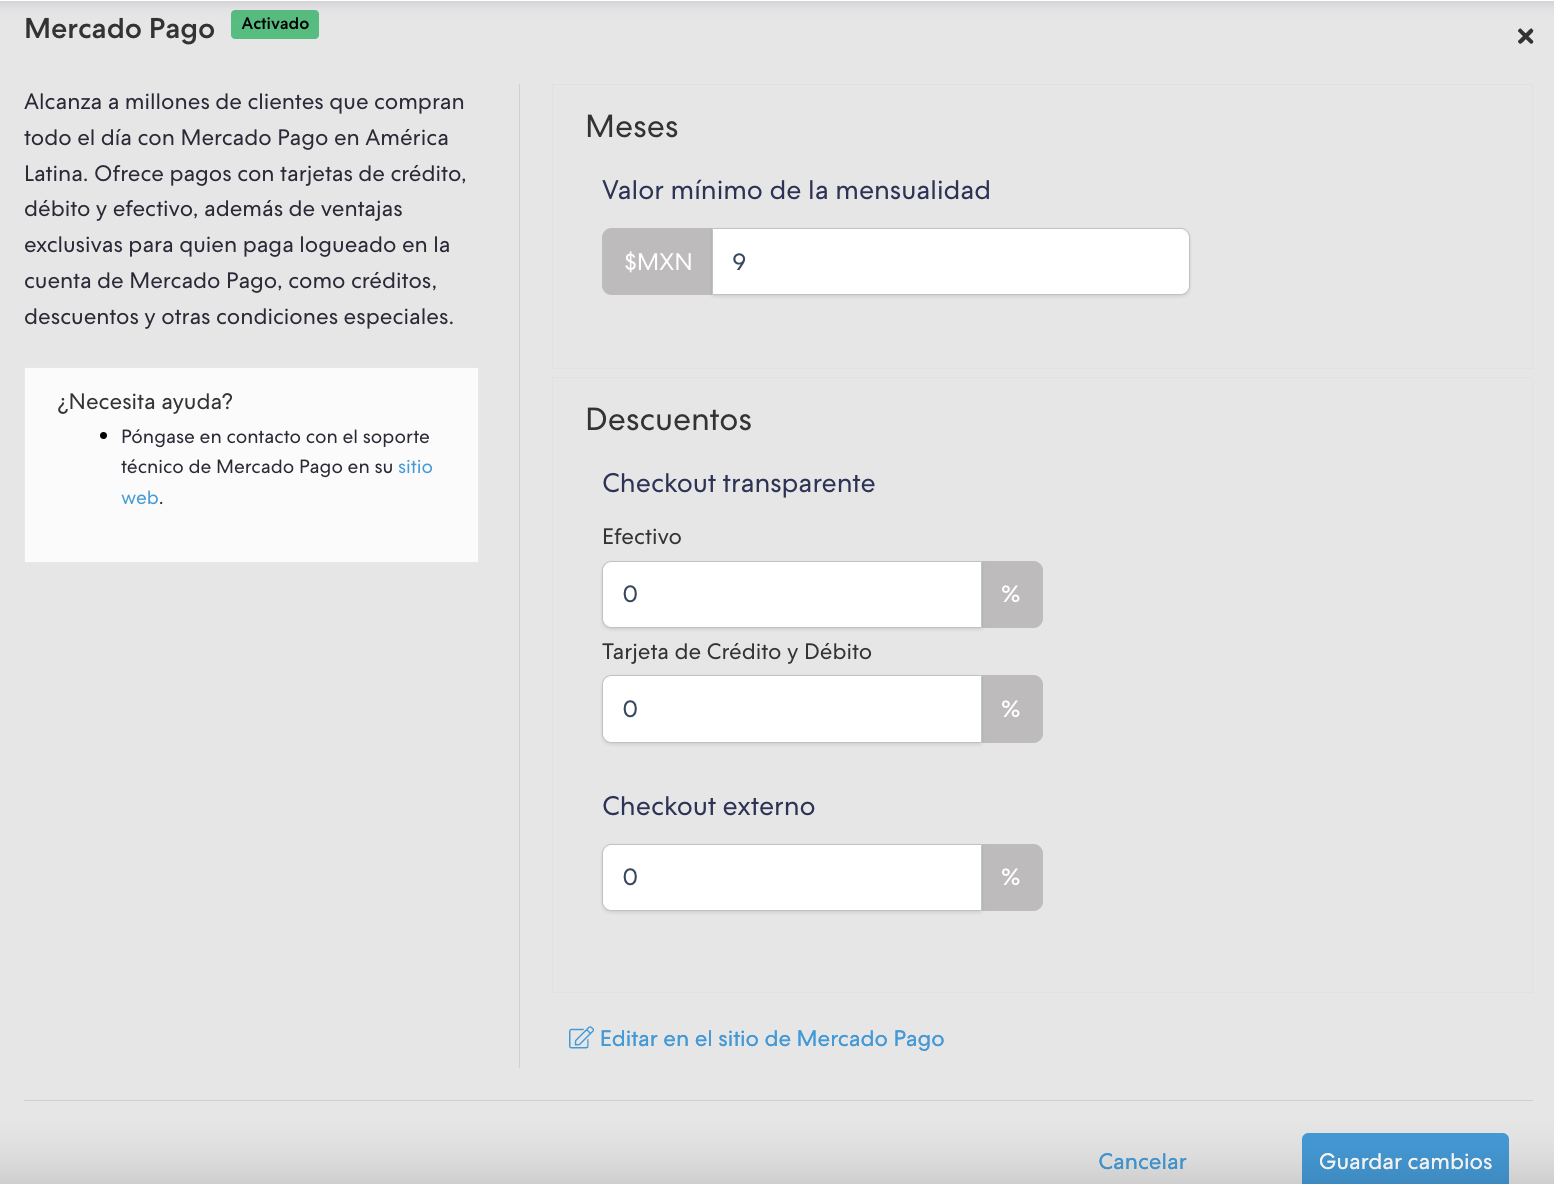 Mercado Pago
Activado
Alcanza a millones de clientes que compran
todo el día con Mercado Pago en América
Latina. Ofrece pagos con tarjetas de crédito,
débito y efectivo, además de ventajas
exclusivas para quien paga logueado en la
cuenta de Mercado Pago, como créditos,
descuentos y otras condiciones especiales.
¿Necesita ayuda?
Póngase en contacto con el soporte
técnico de Mercado Pago en su sitio
web.
Meses
Valor mínimo de la mensualidad
$MXN 9
Descuentos
Checkout transparente
Efectivo
0 %
Tarjeta de Crédito y Débito
0 %
Checkout externo
0 %
Editar en el sitio de Mercado Pago
Cancelar
Guardar cambios